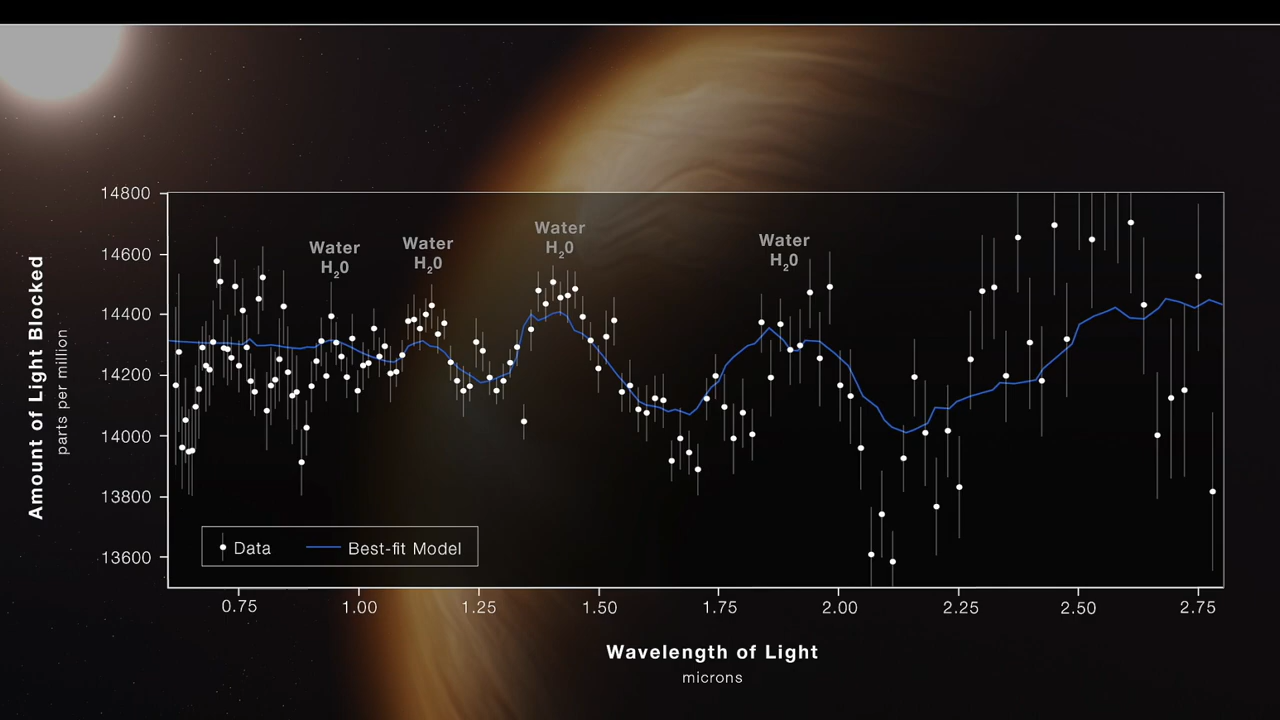 14800
14600
14400
14200
14000
13800
13600
Amount of Light Blocked
parts per million
Water
H₂0
Water
H₂0
Water
H₂0
Water
H₂0
Data
Best-fit Model
0.75 1.00 1.25 1.50 1.75 2.00 2.25 2.50 2.75
Wavelength of Light
microns